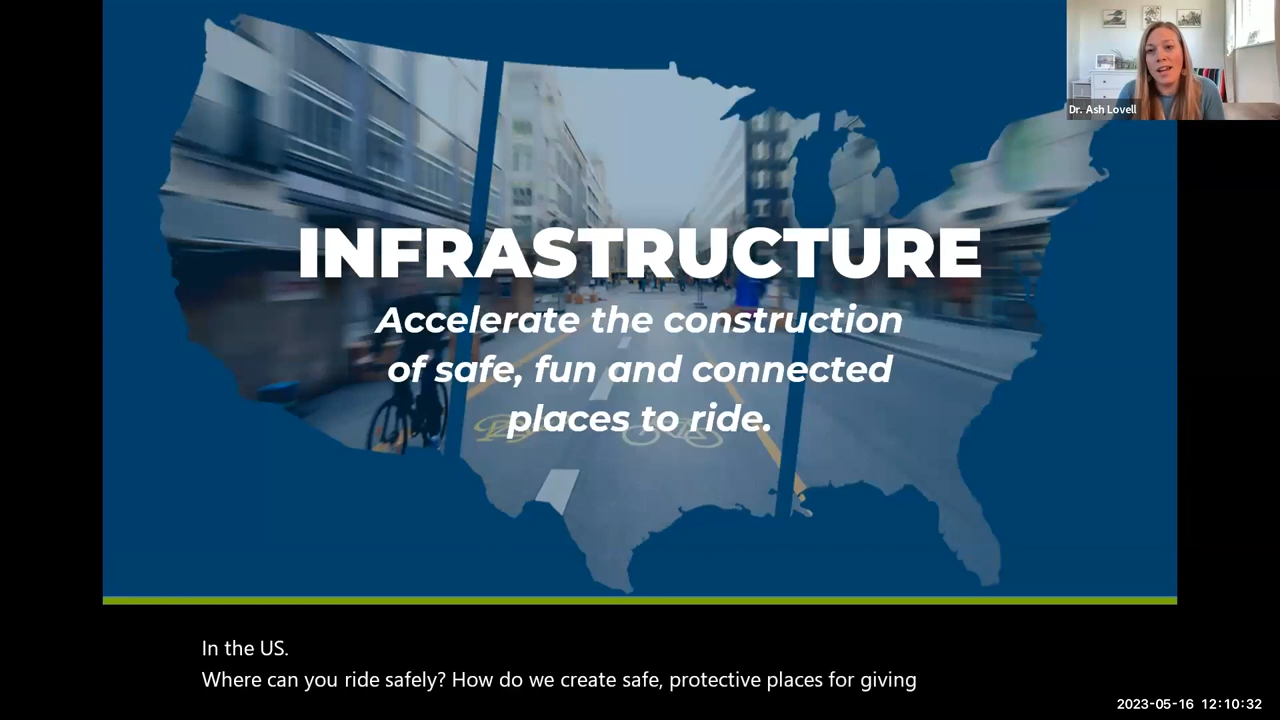 Dr. Ash Lovell
INFRASTRUCTURE
Accelerate the construction
of safe, fun and connected
places to ride.
In the US.
Where can you ride safely? How do we create safe, protective places for giving
2023-05-16 12:10:32